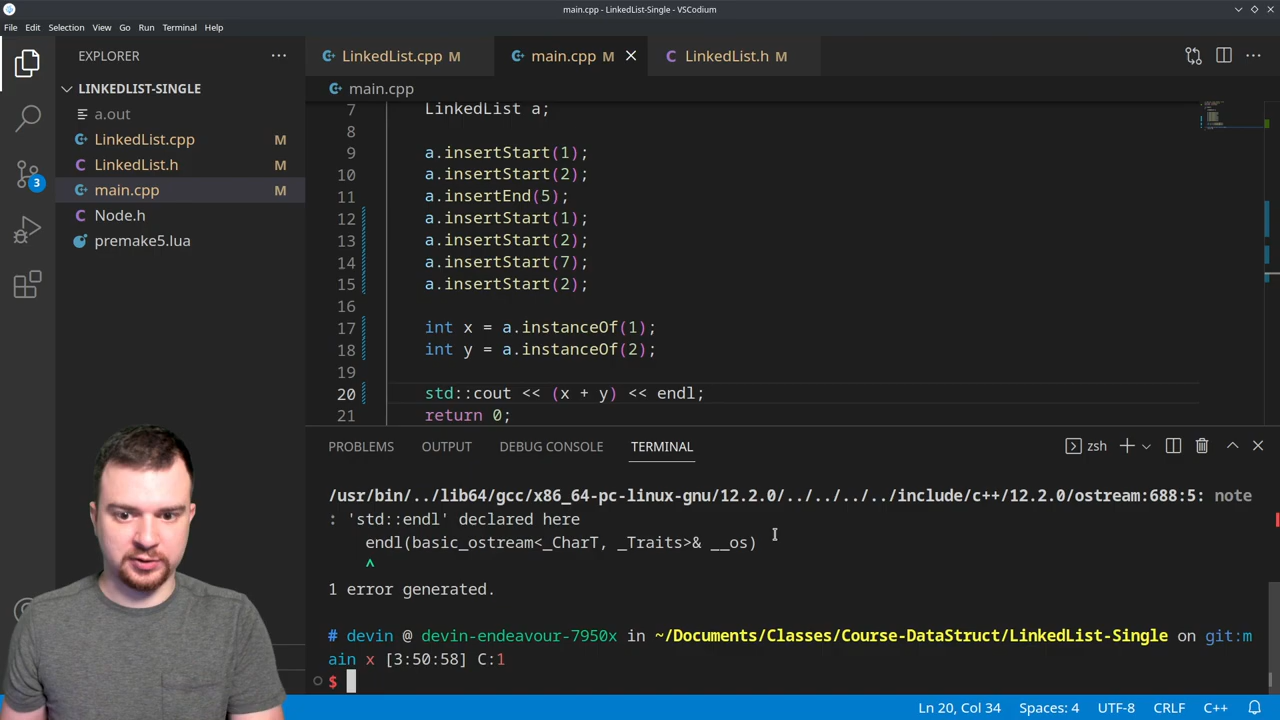 main.cpp - LinkedList-Single - VSCodium
File Edit Selection View Go Run Terminal Help
EXPLORER
LINKEDLIST-SINGLE
a.out
LinkedList.cpp M
LinkedList.h M
main.cpp M
Node.h
premake5.lua
3
LinkedList.cpp M
main.cpp M
LinkedList.h M
main.cpp
7 LinkedList a;
8
9 a.insertStart(1);
10 a.insertStart(2);
11 a.insertEnd(5);
12 a.insertStart(1);
13 a.insertStart(2);
14 a.insertStart(7);
15 a.insertStart(2);
16
17 int x = a.instanceOf(1);
18 int y = a.instanceOf(2);
19
20 std::cout << (x + y) << endl;
21 return 0;
PROBLEMS OUTPUT DEBUG CONSOLE TERMINAL
zsh
/usr/bin/../lib64/gcc/x86_64-pc-linux-gnu/12.2.0/../../../../include/c++/12.2.0/ostream:688:5: note
: 'std::endl' declared here
endl(basic_ostream<_CharT, _Traits>& __os)
^
1 error generated.
# devin @ devin-endeavour-7950x in ~/Documents/Classes/Course-DataStruct/LinkedList-Single on git:m
ain x [3:50:58] C:1
$
Ln 20, Col 34 Spaces: 4 UTF-8 CRLF C++